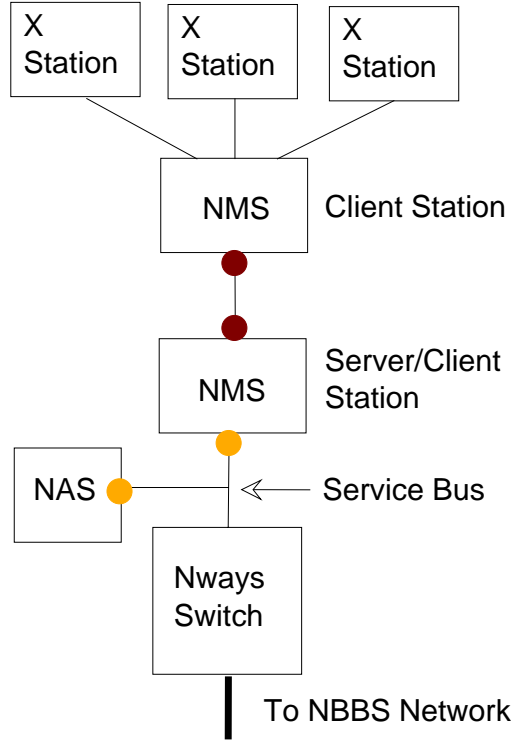 X
Station
X
Station
X
Station
NMS
Client Station
NMS
Server/Client
Station
NAS
Service Bus
Nways
Switch
To NBBS Network